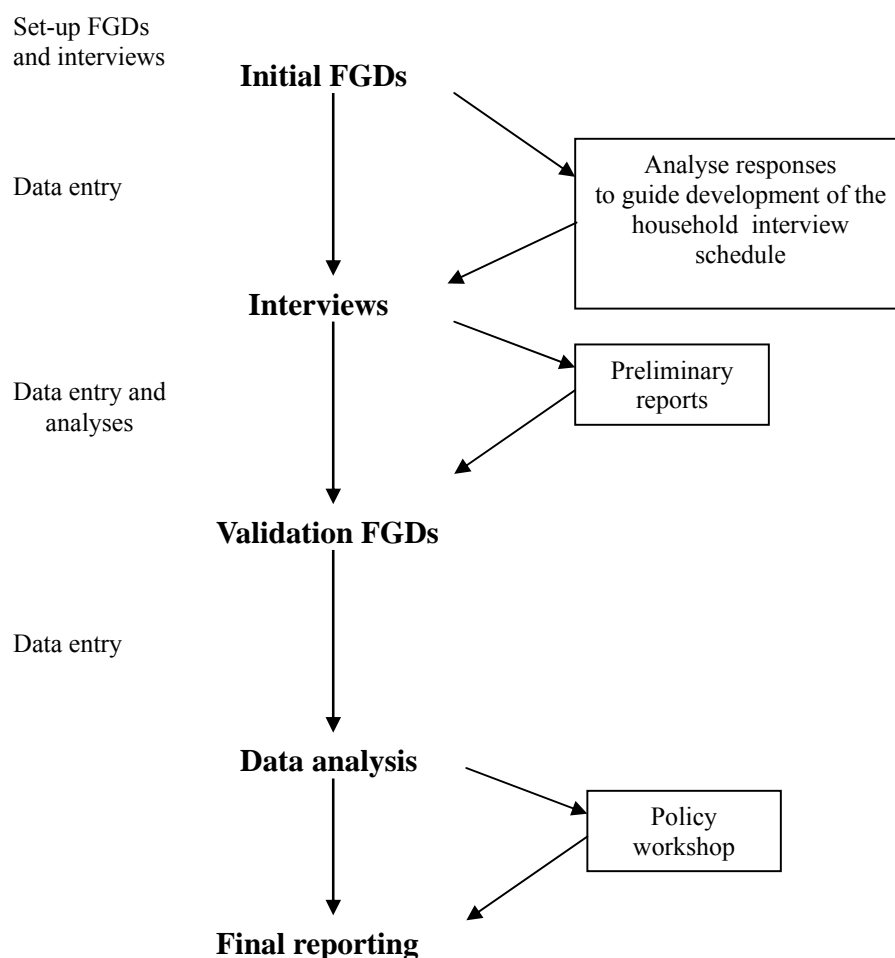 Set-up FGDs
and interviews
Initial FGDs
Analyse responses
to guide development of the
household interview
schedule
Data entry
Interviews
Preliminary
reports
Data entry and
analyses
Validation FGDs
Data entry
Data analysis
Policy
workshop
Final reporting